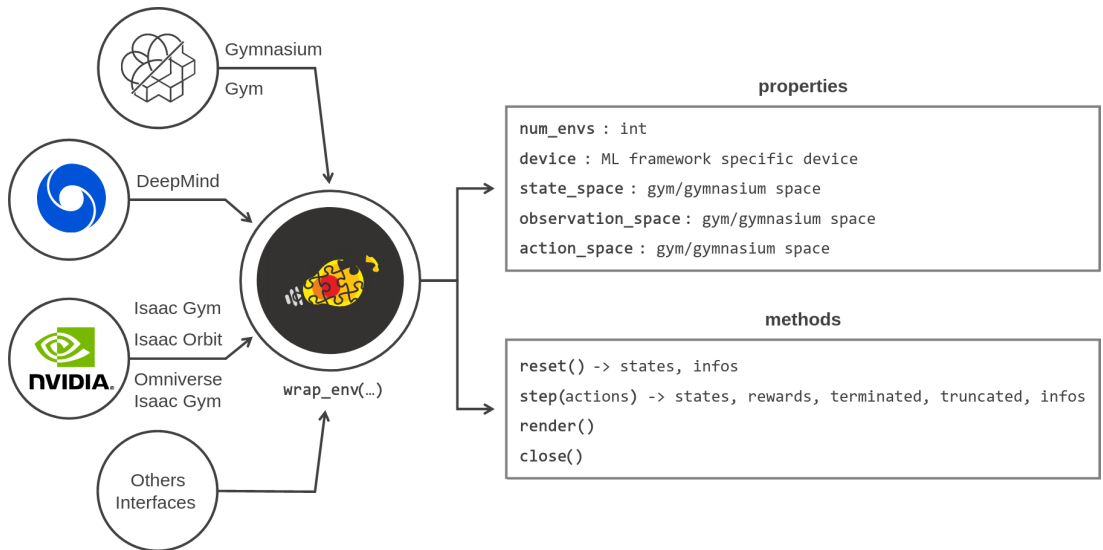 Gymnasium
Gym
DeepMind
Isaac Gym
Isaac Orbit
Omniverse
Isaac Gym
NVIDIA.
Others
Interfaces
wrap_env(…)
properties
num_envs : int
device : ML framework specific device
state_space : gym/gymnasium space
observation_space : gym/gymnasium space
action_space : gym/gymnasium space
methods
reset() -> states, infos
step(actions) -> states, rewards, terminated, truncated, infos
render()
close()